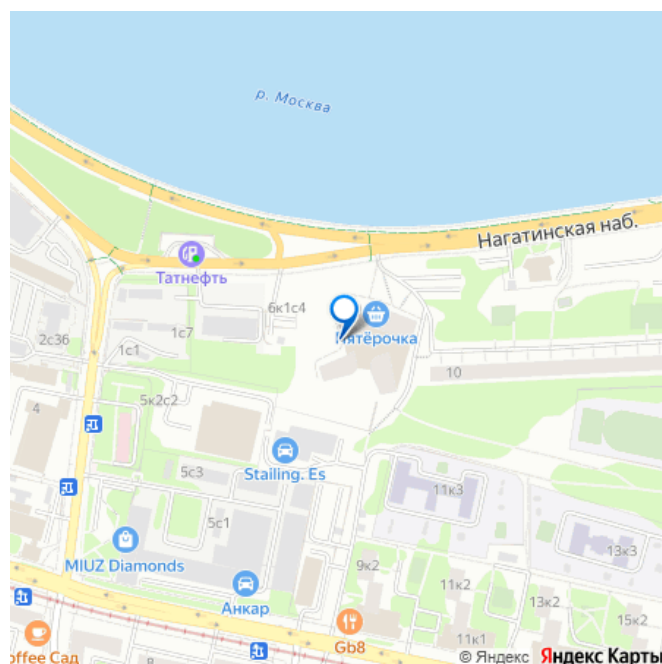 р. Москва
Нагатинская наб.
Татнефть
6к1с4
1с7
2с36
1с1
Пятёрочка
10
5к2с2
4
Stailing. Es
5с3
11к3
5с1
MIUZ Diamonds
13к3
9к2
Анкар
11к2
13к2
15к2
Gb8
11к1
offee Сад
8
© Яндекс Яндекс Карты